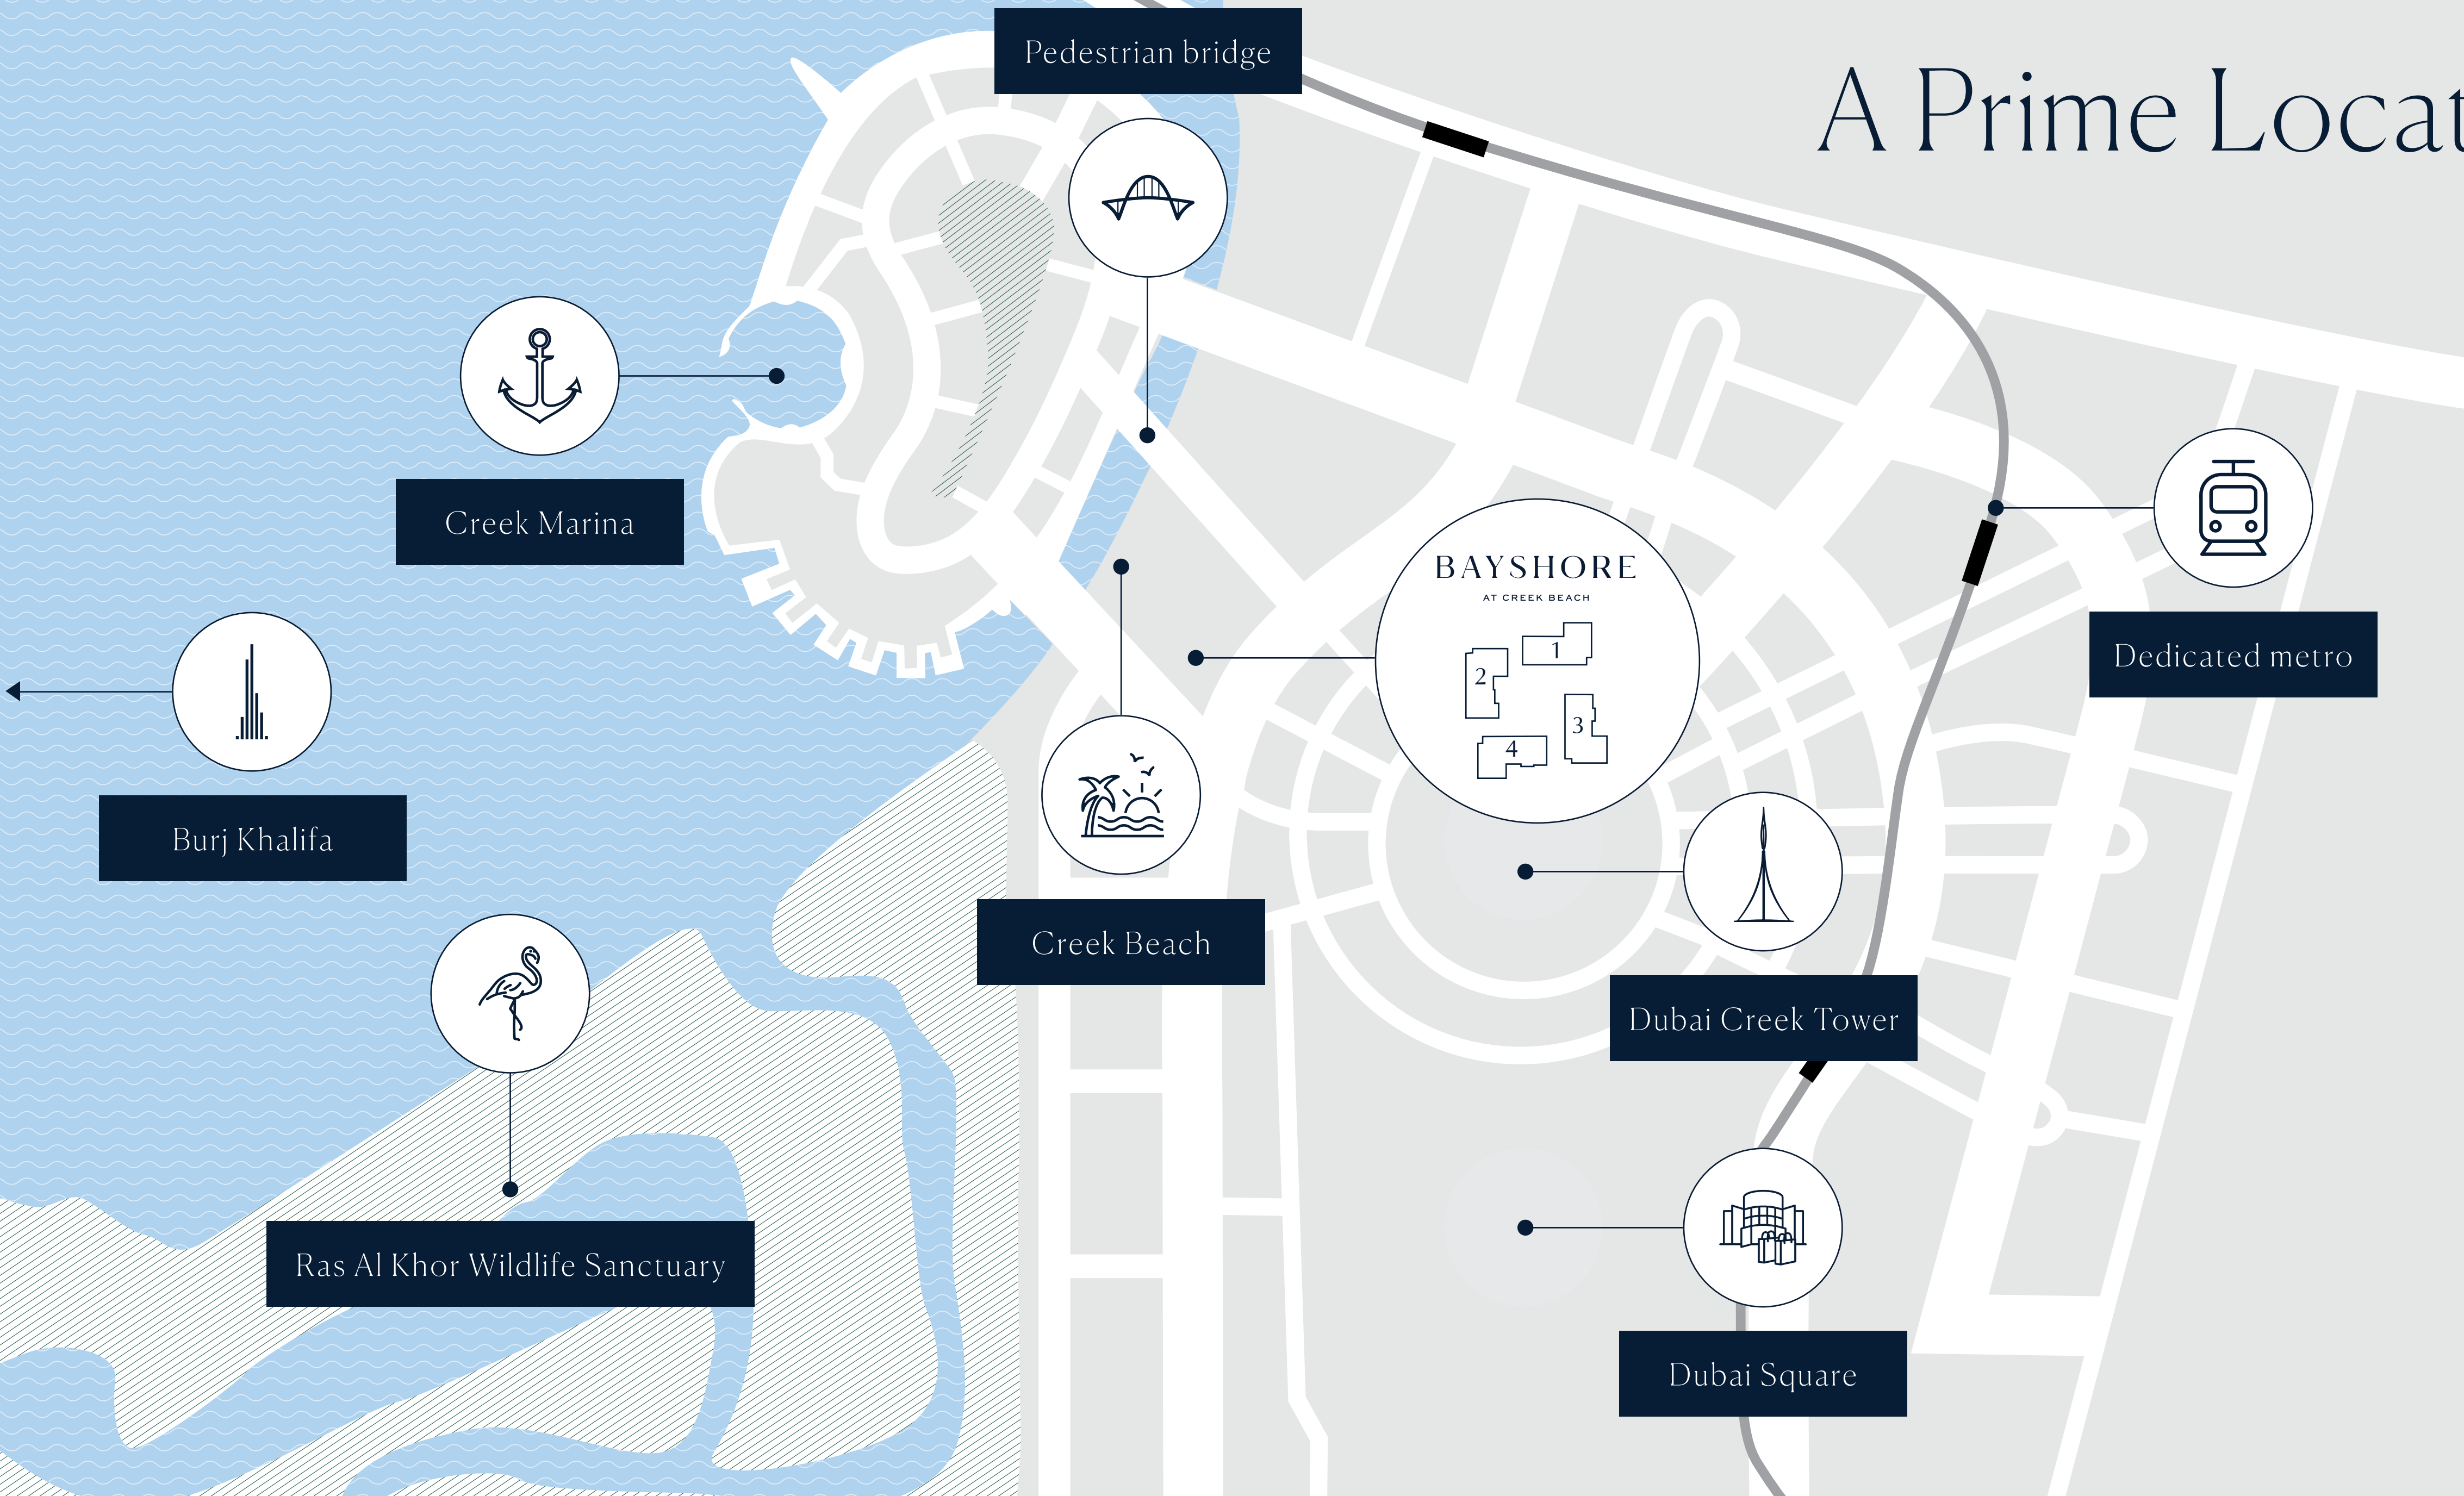 Pedestrian bridge
A Prime Locat
Creek Marina
BAYSHORE
AT CREEK BEACH
1
2
3
4
Dedicated metro
Burj Khalifa
Creek Beach
Dubai Creek Tower
Ras Al Khor Wildlife Sanctuary
Dubai Square